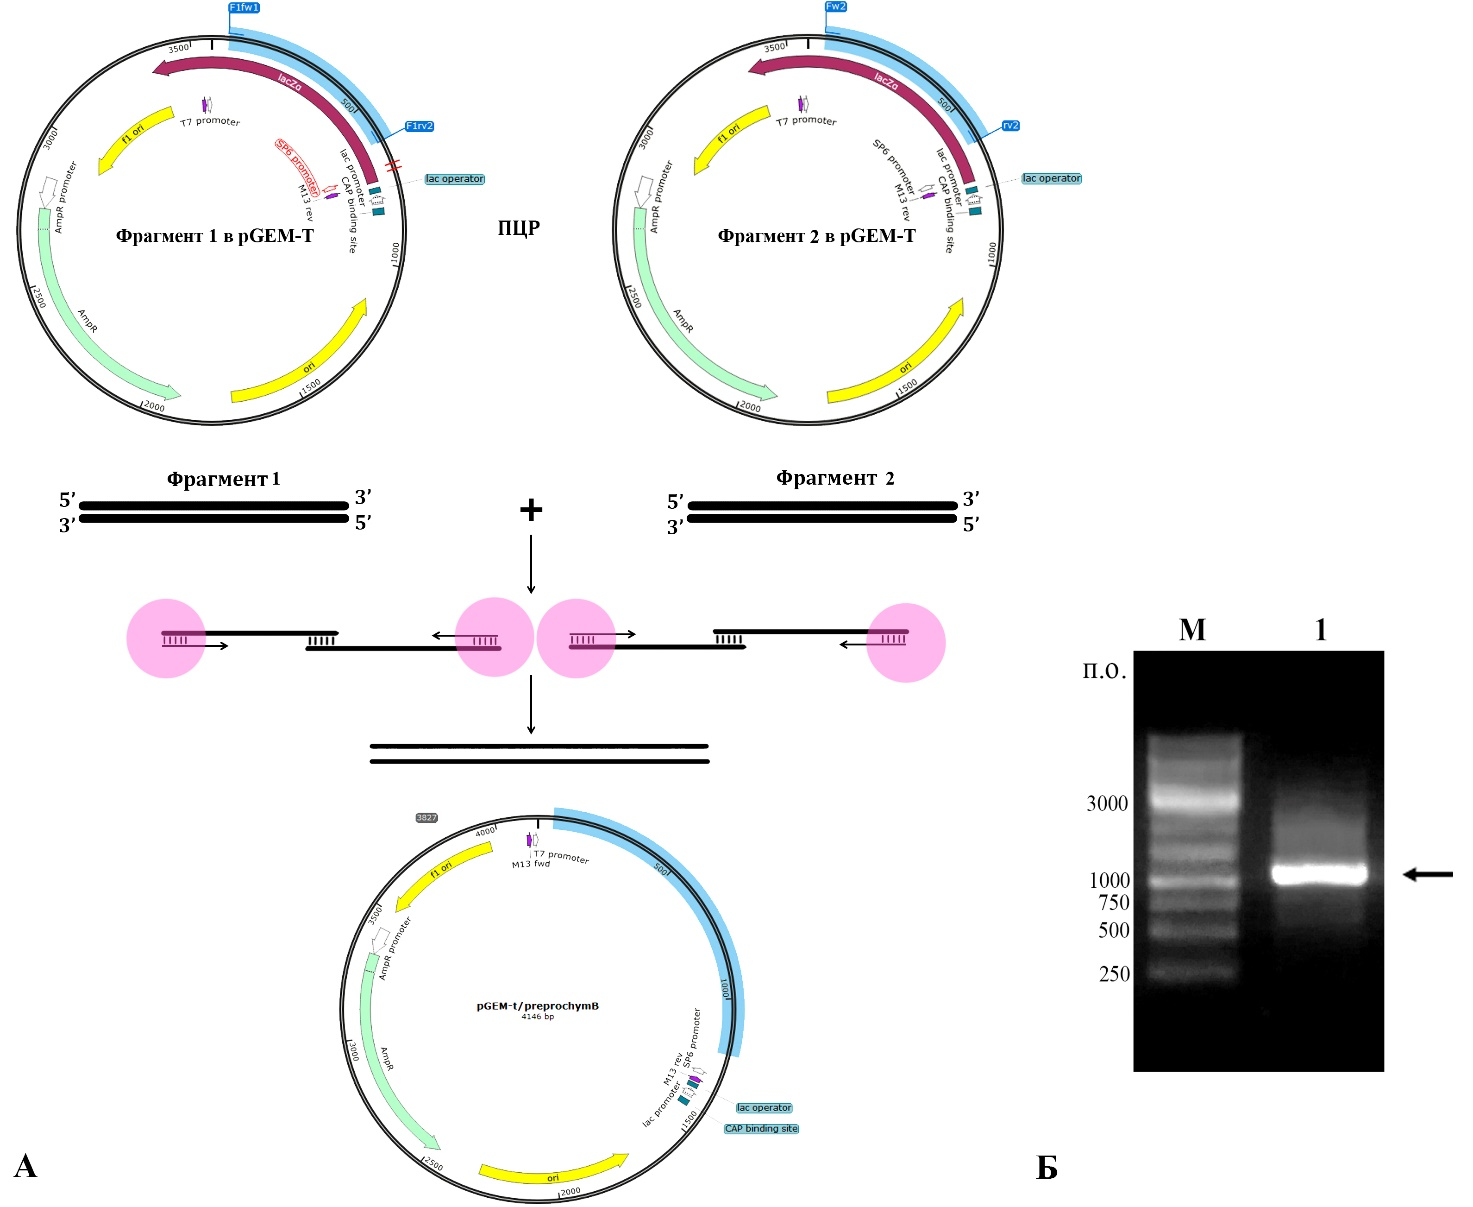 F1fw1
3500
lacZα
500
F1rv2
T7 promoter
f1 ori
3000
SP6 promoter
lac promoter
lac operator
M13 rev
CAP binding site
AmpR promoter
Фрагмент 1 в pGEM-T
1000
2500
AmpR
ori
1500
2000
ПЦР
Fw2
3500
lacZα
500
rv2
T7 promoter
f1 ori
3000
SP6 promoter
lac promoter
lac operator
M13 rev
CAP binding site
AmpR promoter
Фрагмент 2 в pGEM-T
1000
2500
AmpR
ori
1500
2000
Фрагмент 1
5’ 3’
3’ 5’
+
Фрагмент 2
5’ 3’
3’ 5’
3827
4000
T7 promoter
M13 fwd
f1 ori
500
3500
AmpR promoter
1000
pGEM-t/preprochymB
4146 bp
SP6 promoter
M13 rev
lac promoter
lac operator
CAP binding site
3000
AmpR
1500
2500
ori
2000
А
М 1
П.О.
3000
1000
750
500
250
Б